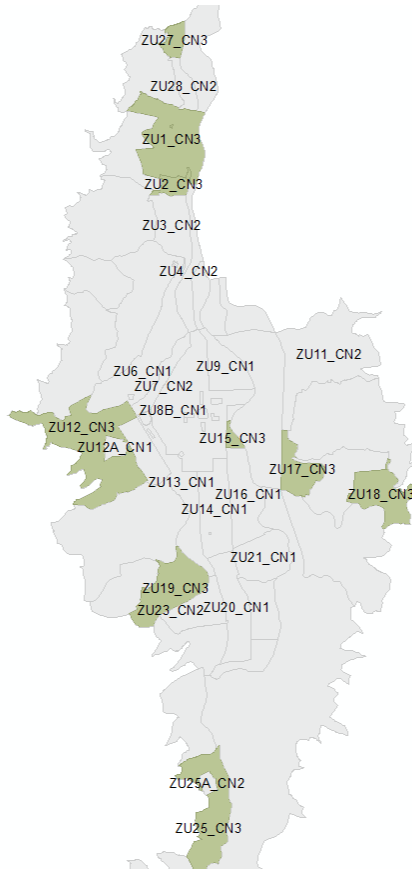 ZU27_CN3
ZU28_CN2
ZU1_CN3
ZU2_CN3
ZU3_CN2
ZU4_CN2
ZU11_CN2
ZU9_CN1
ZU6_CN1
ZU7_CN2
ZU8B_CN1
ZU12_CN3
ZU15_CN3
ZU12A_CN1
ZU17_CN3
ZU13_CN1
ZU16_CN1
ZU18_CN3
ZU14_CN1
ZU21_CN1
ZU19_CN3
ZU23_CN2
ZU20_CN1
ZU25A_CN2
ZU25_CN3